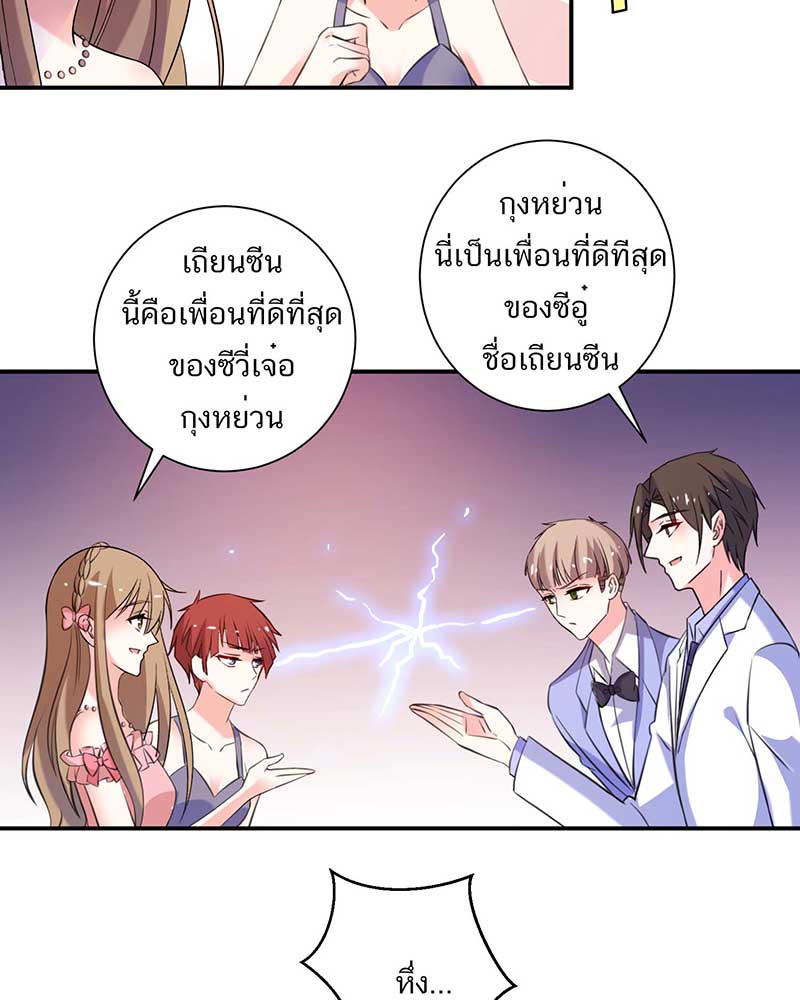 เถียนซีน
นี้คือเพื่อนที่ดีที่สุด
ของซีวี่เจ๋อ
กุงหย่วน
กุงหย่วน
นี่เป็นเพื่อนที่ดีทีสุด
ของซีอู๋
ชื่อเถียนซีน
หึ่ง...